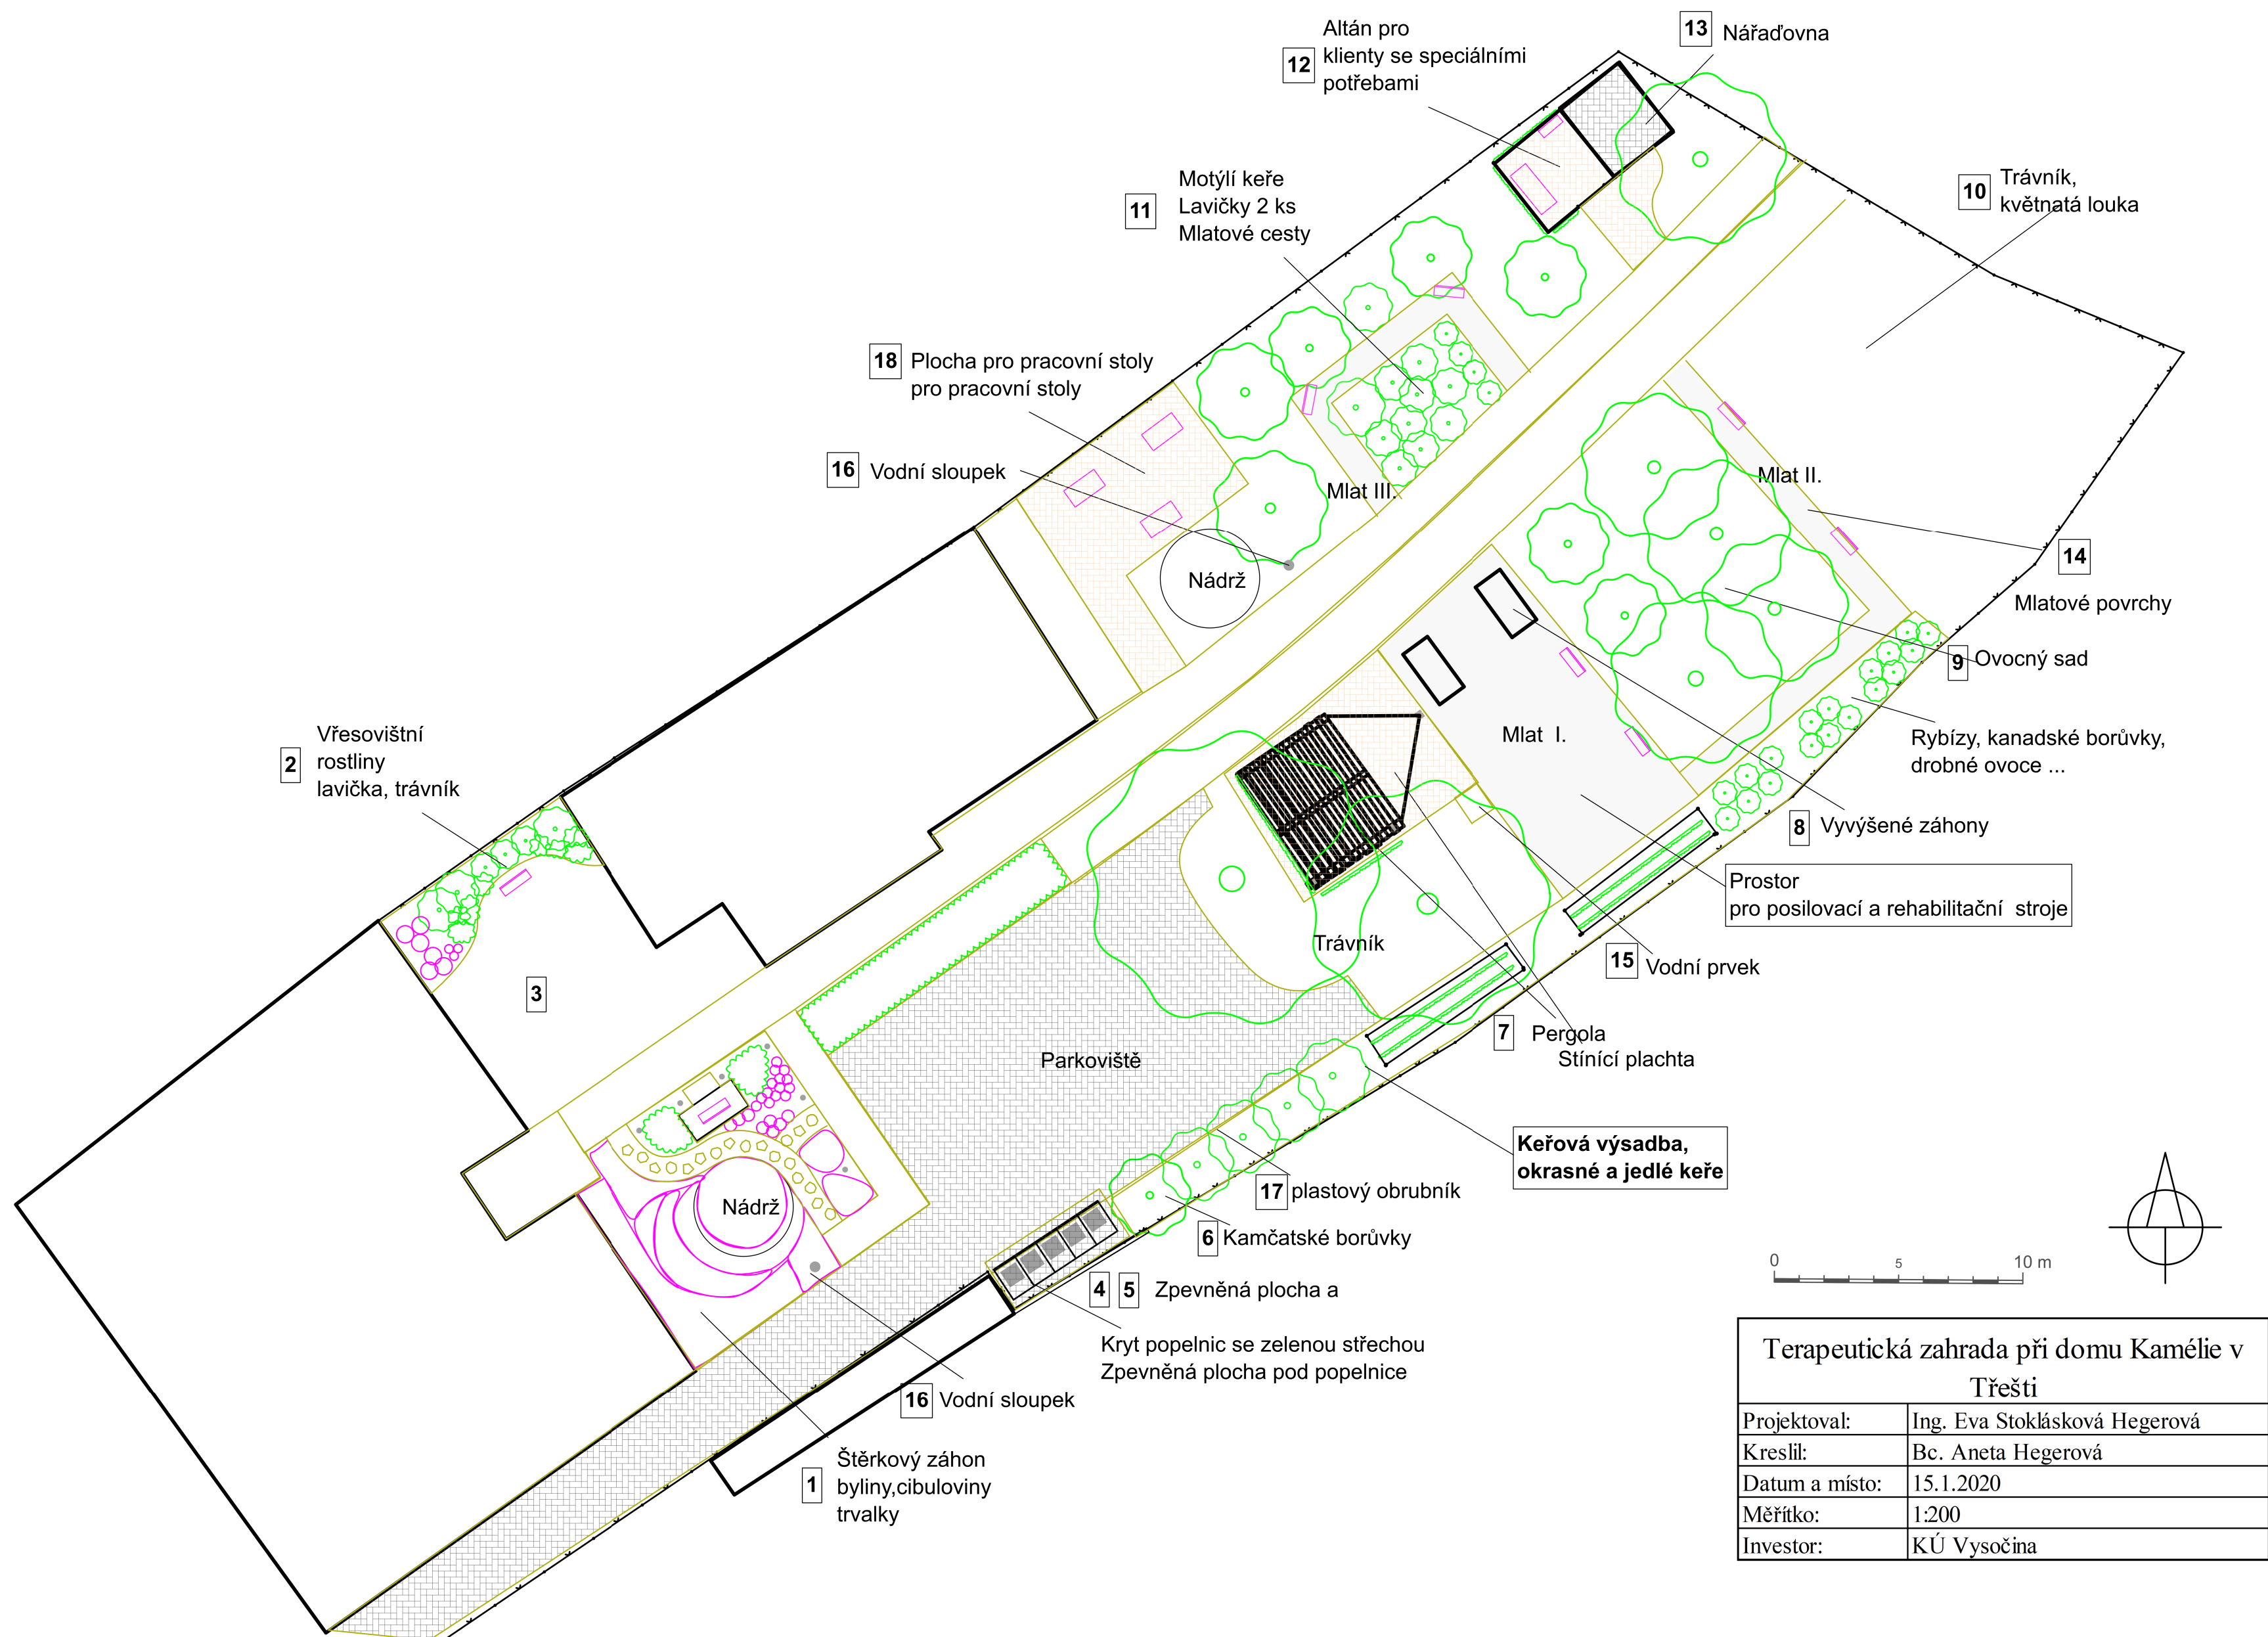 Altán pro
12 klienty se speciálními
potřebami
13 Nářaďovna
11
Motýlí keře
Lavičky 2 ks
Mlatové cesty
10
Trávník,
květnatá louka
18 Plocha pro pracovní stoly
pro pracovní stoly
16 Vodní sloupek
Mlat III.
Mlat II.
Nádrž
14
Mlatové povrchy
9 Ovocný sad
Rybízy, kanadské borůvky,
drobné ovoce ...
Mlat I.
8 Vyvýšené záhony
Prostor
pro posilovací a rehabilitační stroje
2
Vřesovištní
rostliny
lavička, trávník
3
Trávník
15 Vodní prvek
7 Pergola
Stínící plachta
Parkoviště
Keřová výsadba,
okrasné a jedlé keře
17 plastový obrubník
Nádrž
6 Kamčatské borůvky
4 5 Zpevněná plocha a
Kryt popelnic se zelenou střechou
Zpevněná plocha pod popelnice
16 Vodní sloupek
1
Štěrkový záhon
byliny,cibuloviny
trvalky
0 5 10 m
Terapeutická zahrada při domu Kamélie v
Třešti
Projektoval: Ing. Eva Stoklásková Hegerová
Kreslil: Bc. Aneta Hegerová
Datum a místo: 15.1.2020
Měřítko: 1:200
Investor: KÚ Vysočina